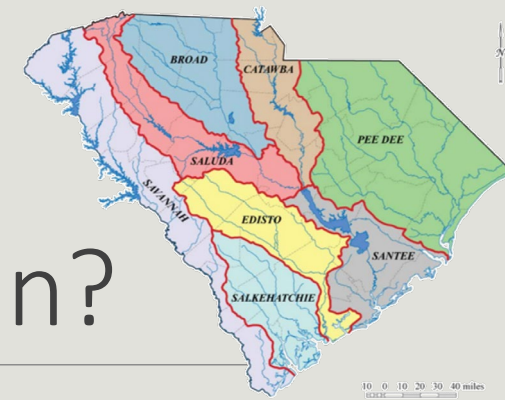 BROAD
CATAWBA
PEE DEE
SALUDA
SAVANNAH
EDISTO
SANTEE
SALKEHATCHIE
n?
10 0 10 20 30 40 miles